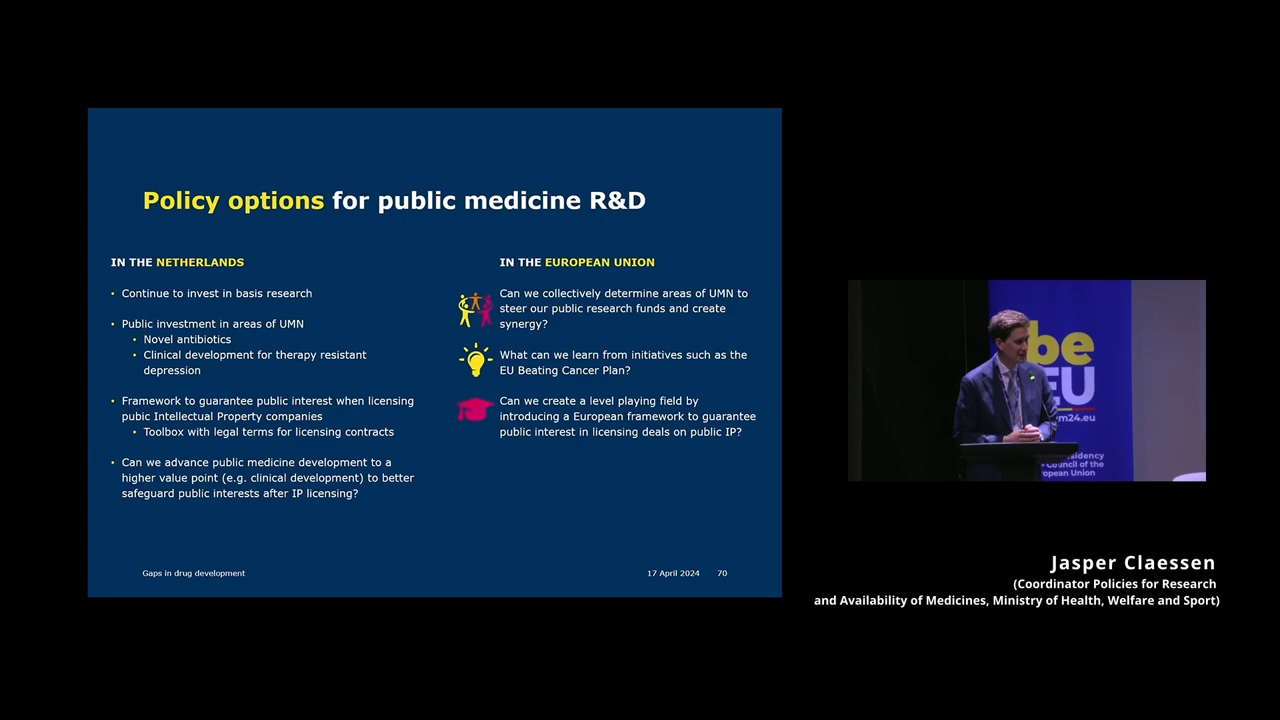 Policy options for public medicine R&D
IN THE NETHERLANDS
• Continue to invest in basis research
• Public investment in areas of UMN
• Novel antibiotics
• Clinical development for therapy resistant
depression
• Framework to guarantee public interest when licensing
pubic Intellectual Property companies
• Toolbox with legal terms for licensing contracts
• Can we advance public medicine development to a
higher value point (e.g. clinical development) to better
safeguard public interests after IP licensing?
IN THE EUROPEAN UNION
Can we collectively determine areas of UMN to
steer our public research funds and create
synergy?
What can we learn from initiatives such as the
EU Beating Cancer Plan?
Can we create a level playing field by
introducing a European framework to guarantee
public interest in licensing deals on public IP?
Gaps in drug development
17 April 2024
70
be
EU
m24.eu
sidency
Council of the
ropean Union
Jasper Claessen
(Coordinator Policies for Research
and Availability of Medicines, Ministry of Health, Welfare and Sport)